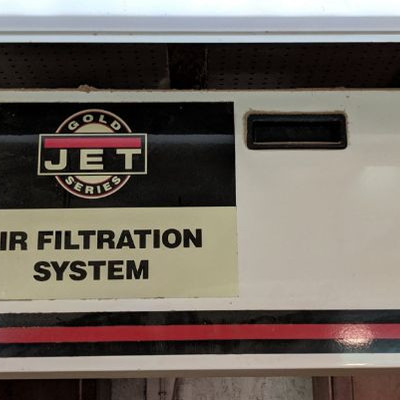 GOLD
JET
SERIES
IR FILTRATION
SYSTEM